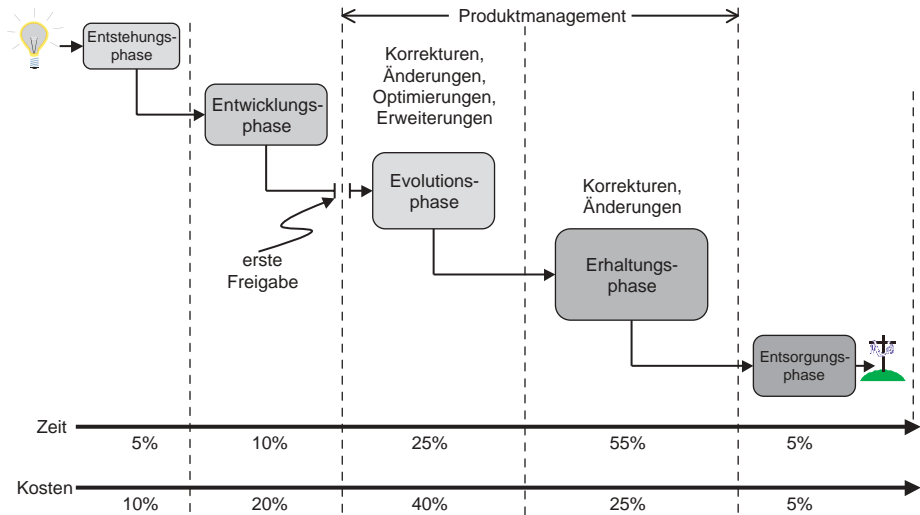 Produktmanagement
Entstehungs-
phase
Korrekturen,
Änderungen,
Optimierungen,
Erweiterungen
Entwicklungs-
phase
Evolutions-
phase
Korrekturen,
Änderungen
erste
Freigabe
Erhaltungs-
phase
Entsorgungs-
phase
Zeit
5% 10% 25% 55% 5%
Kosten
10% 20% 40% 25% 5%